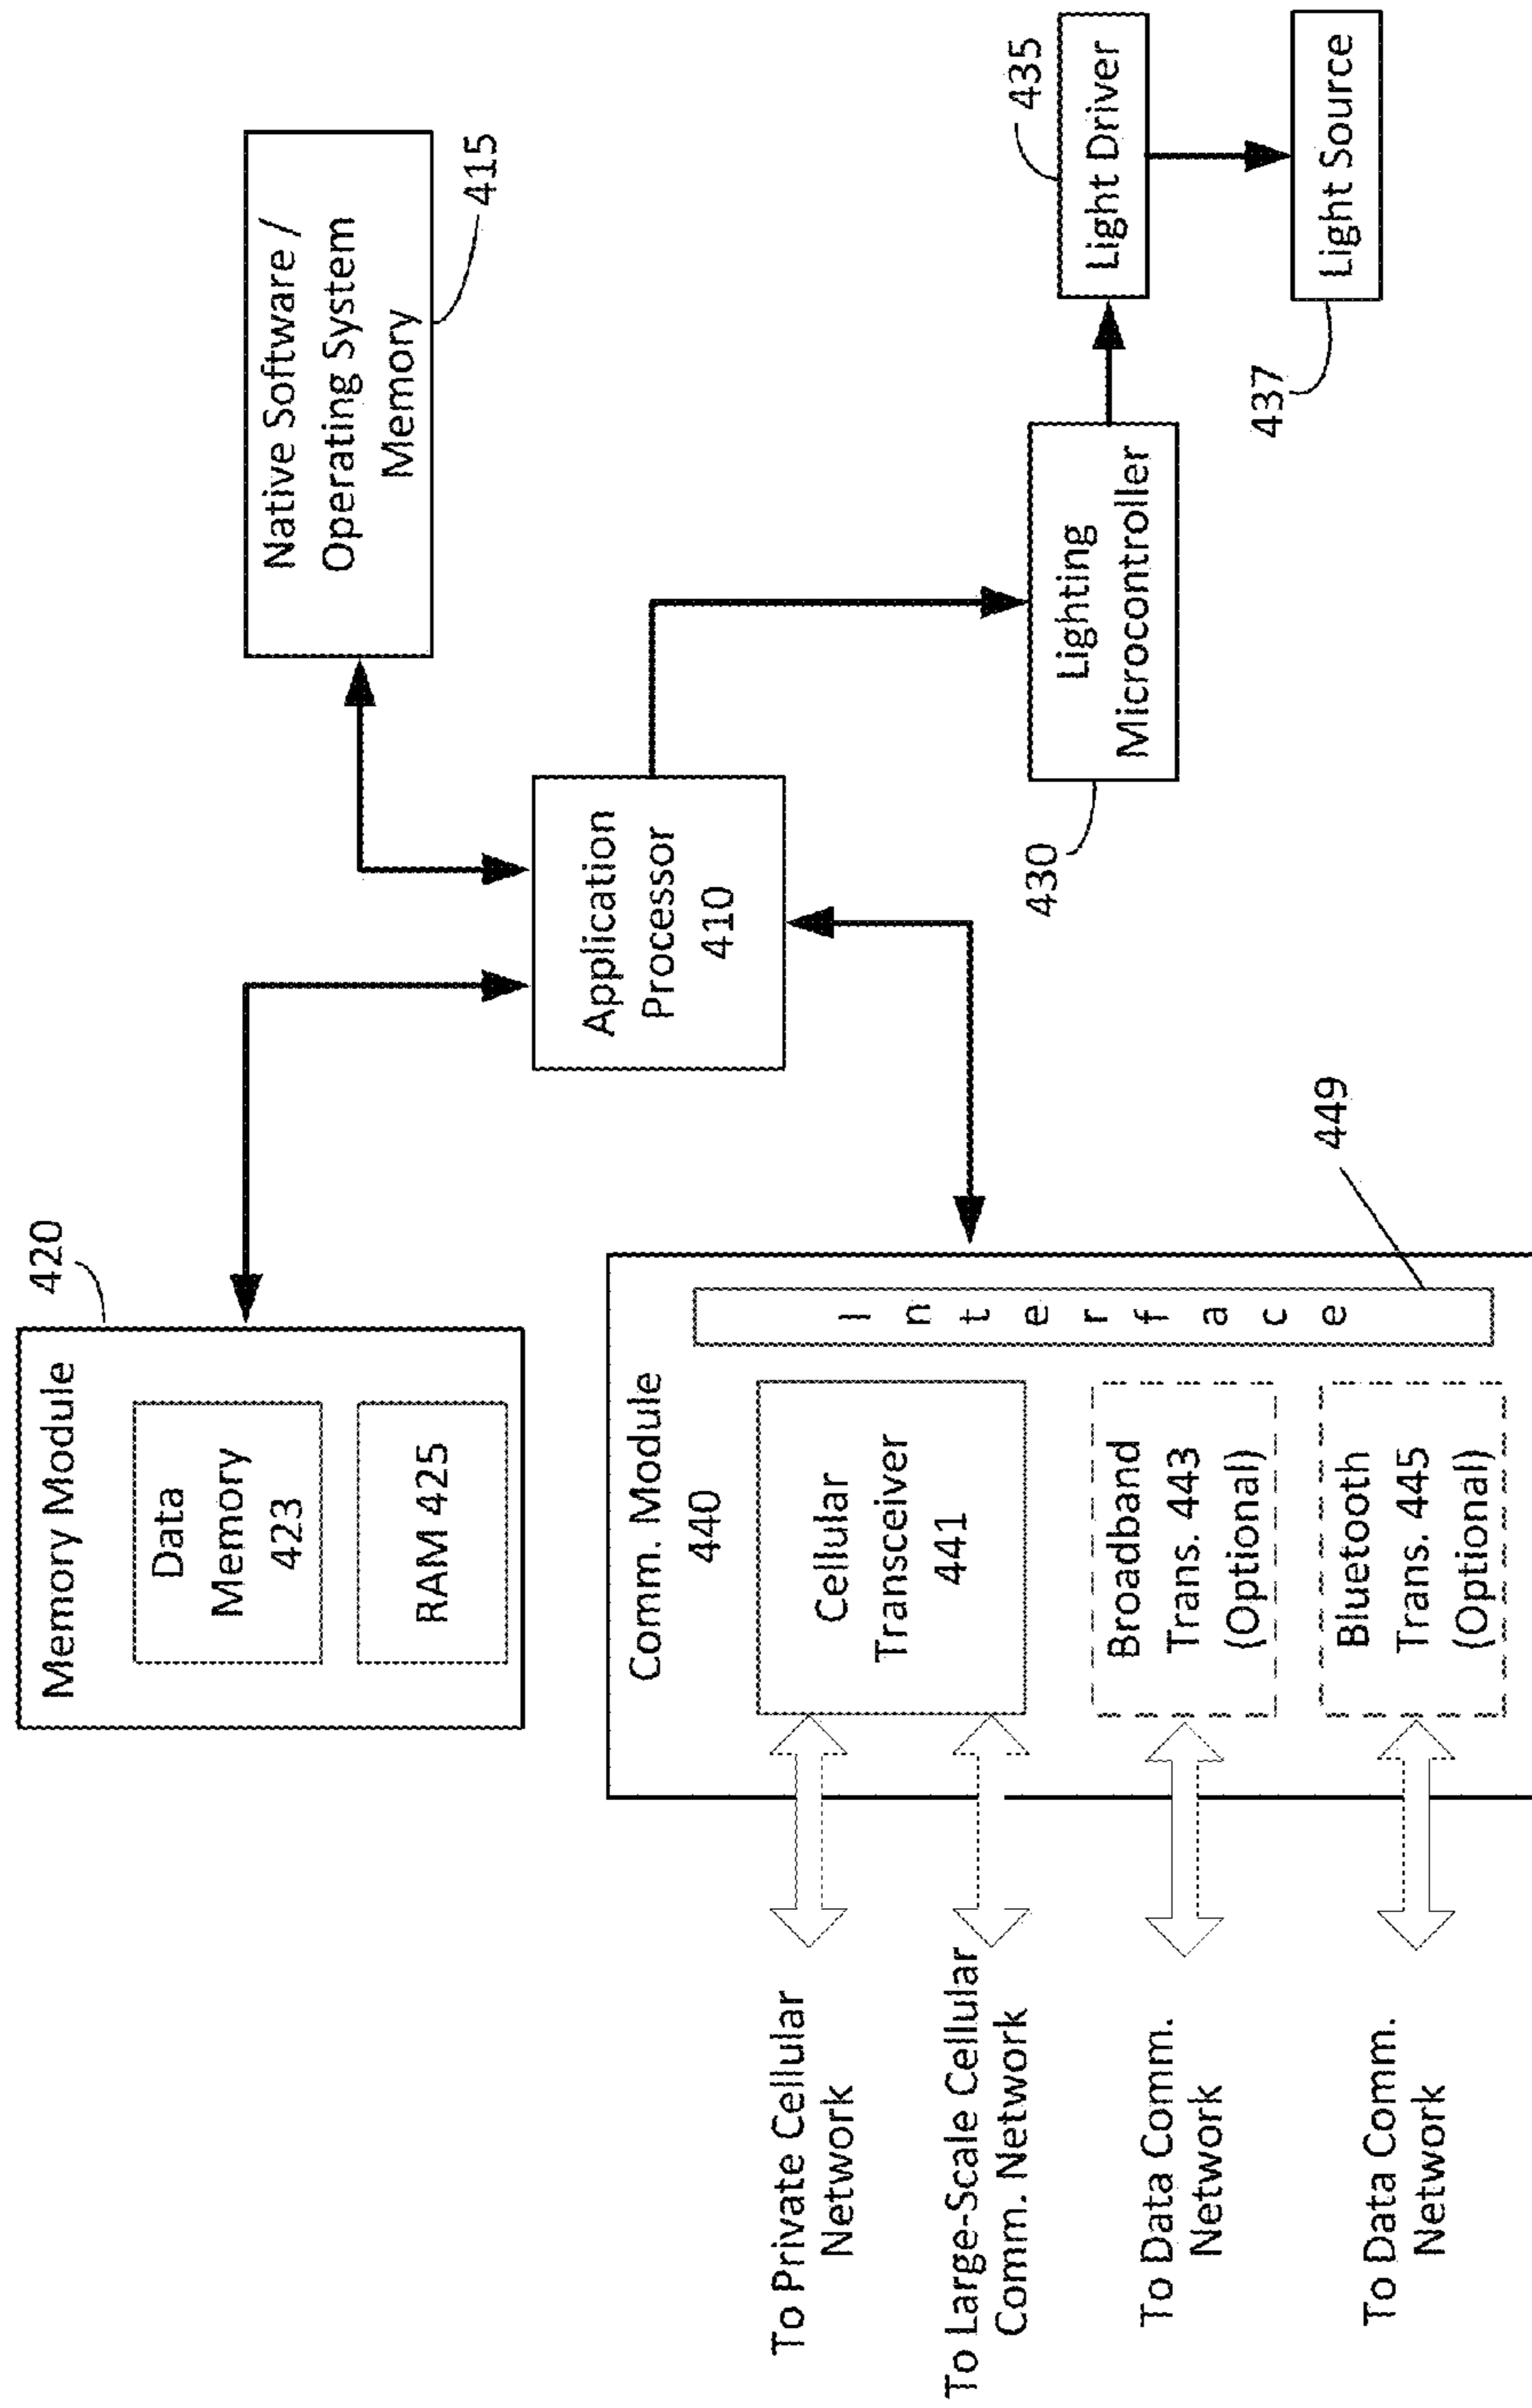 420
Memory Module
Data
Memory
423
RAM 425
Native Software /
Operating System
Memory
415
Application
Processor
410
To Private Cellular
Network
To Large-Scale Cellular
Comm. Network
To Data Comm.
Network
To Data Comm.
Network
Comm. Module
440
Cellular
Transceiver
441
Broadband
Trans. 443
(Optional)
Bluetooth
Trans. 445
(Optional)
Interface
449
430
Lighting
Microcontroller
435
Light Driver
437
Light Source